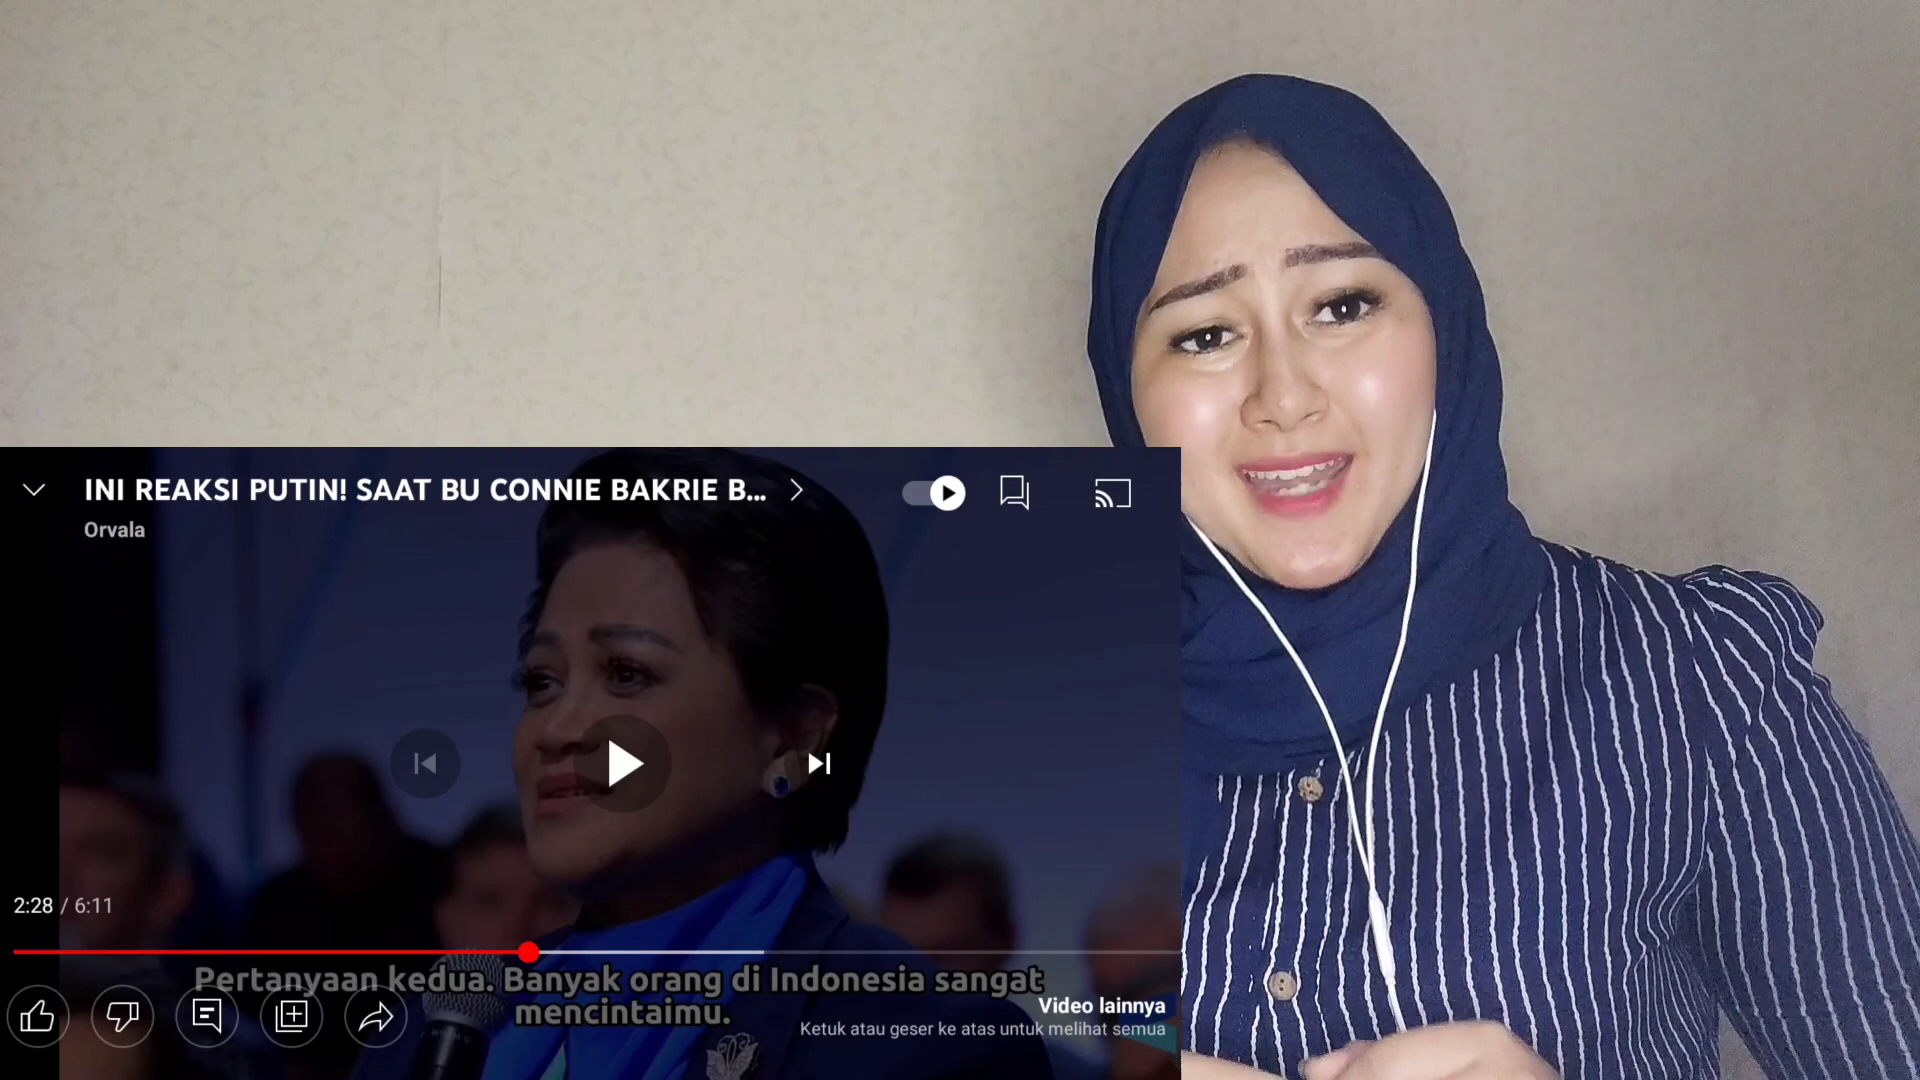 INI REAKSI PUTIN! SAAT BU CONNIE BAKRIE B...
Orvala
2:28 / 6:11
Pertanyaan kedua. Banyak orang di Indonesia sangat
mencintaimu.
Video lainnya
Ketuk atau geser ke atas untuk melihat semua